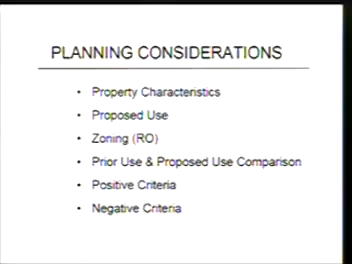 PLANNING CONSIDERATIONS
• Property Characteristics
• Proposed Use
• Zoning (RO)
• Prior Use & Proposed Use Comparison
• Positive Criteria
• Negative Criteria